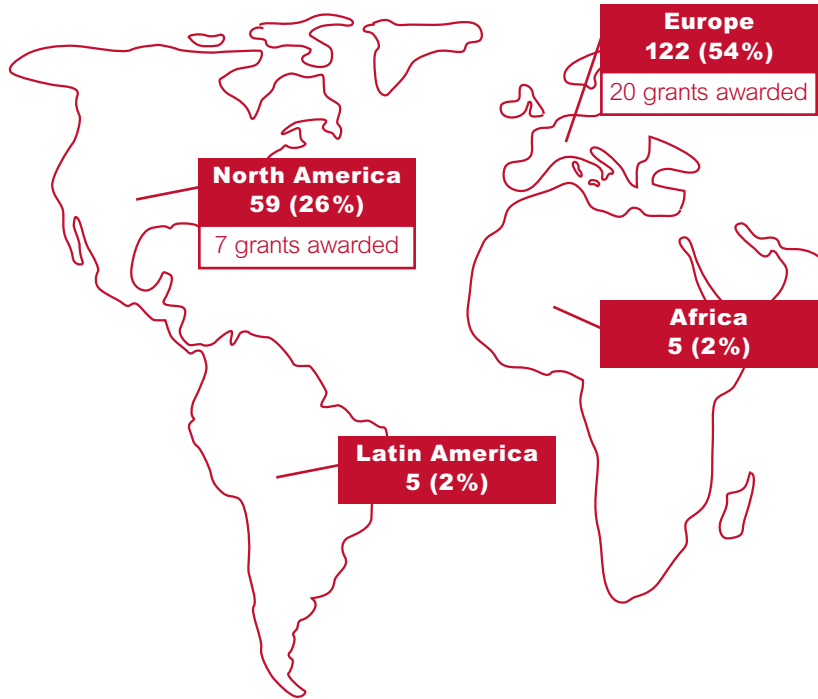 Europe
122 (54%)
20 grants awarded
North America
59 (26%)
7 grants awarded
Africa
5 (2%)
Latin America
5 (2%)